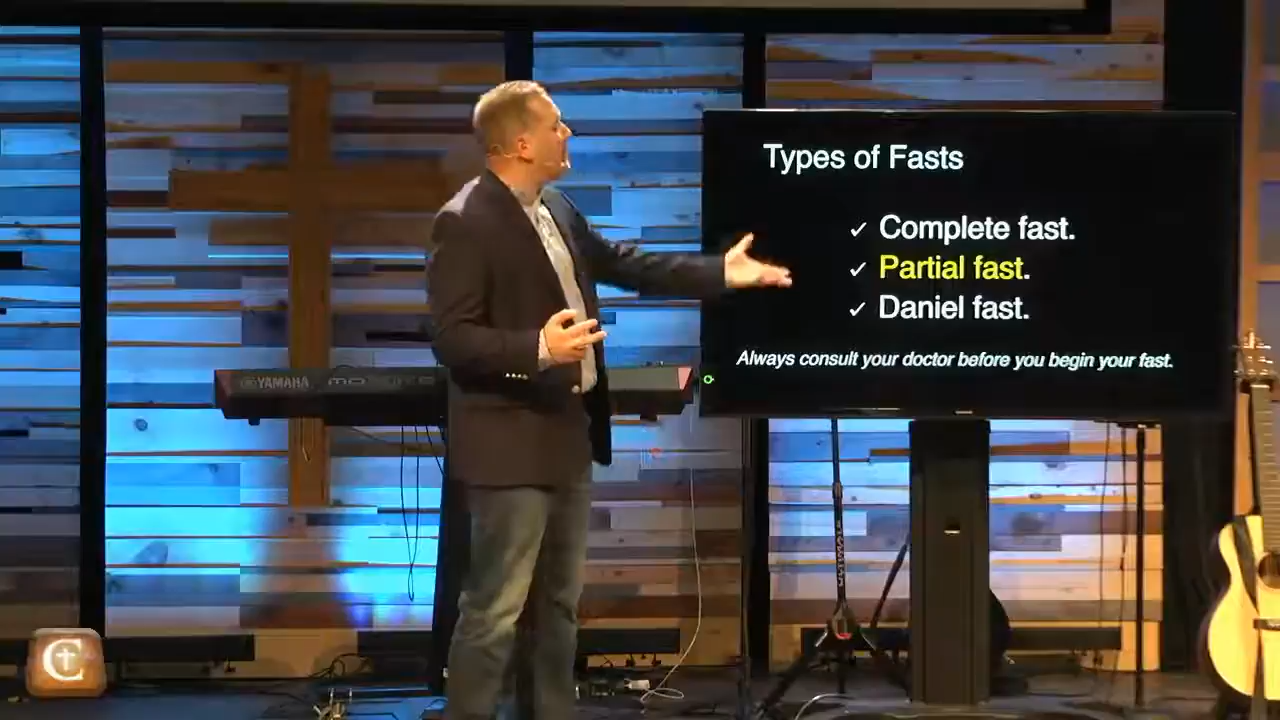 Types of Fasts
✓ Complete fast.
✓ Partial fast.
✓ Daniel fast.
Always consult your doctor before you begin your fast.
YAMAHA
C